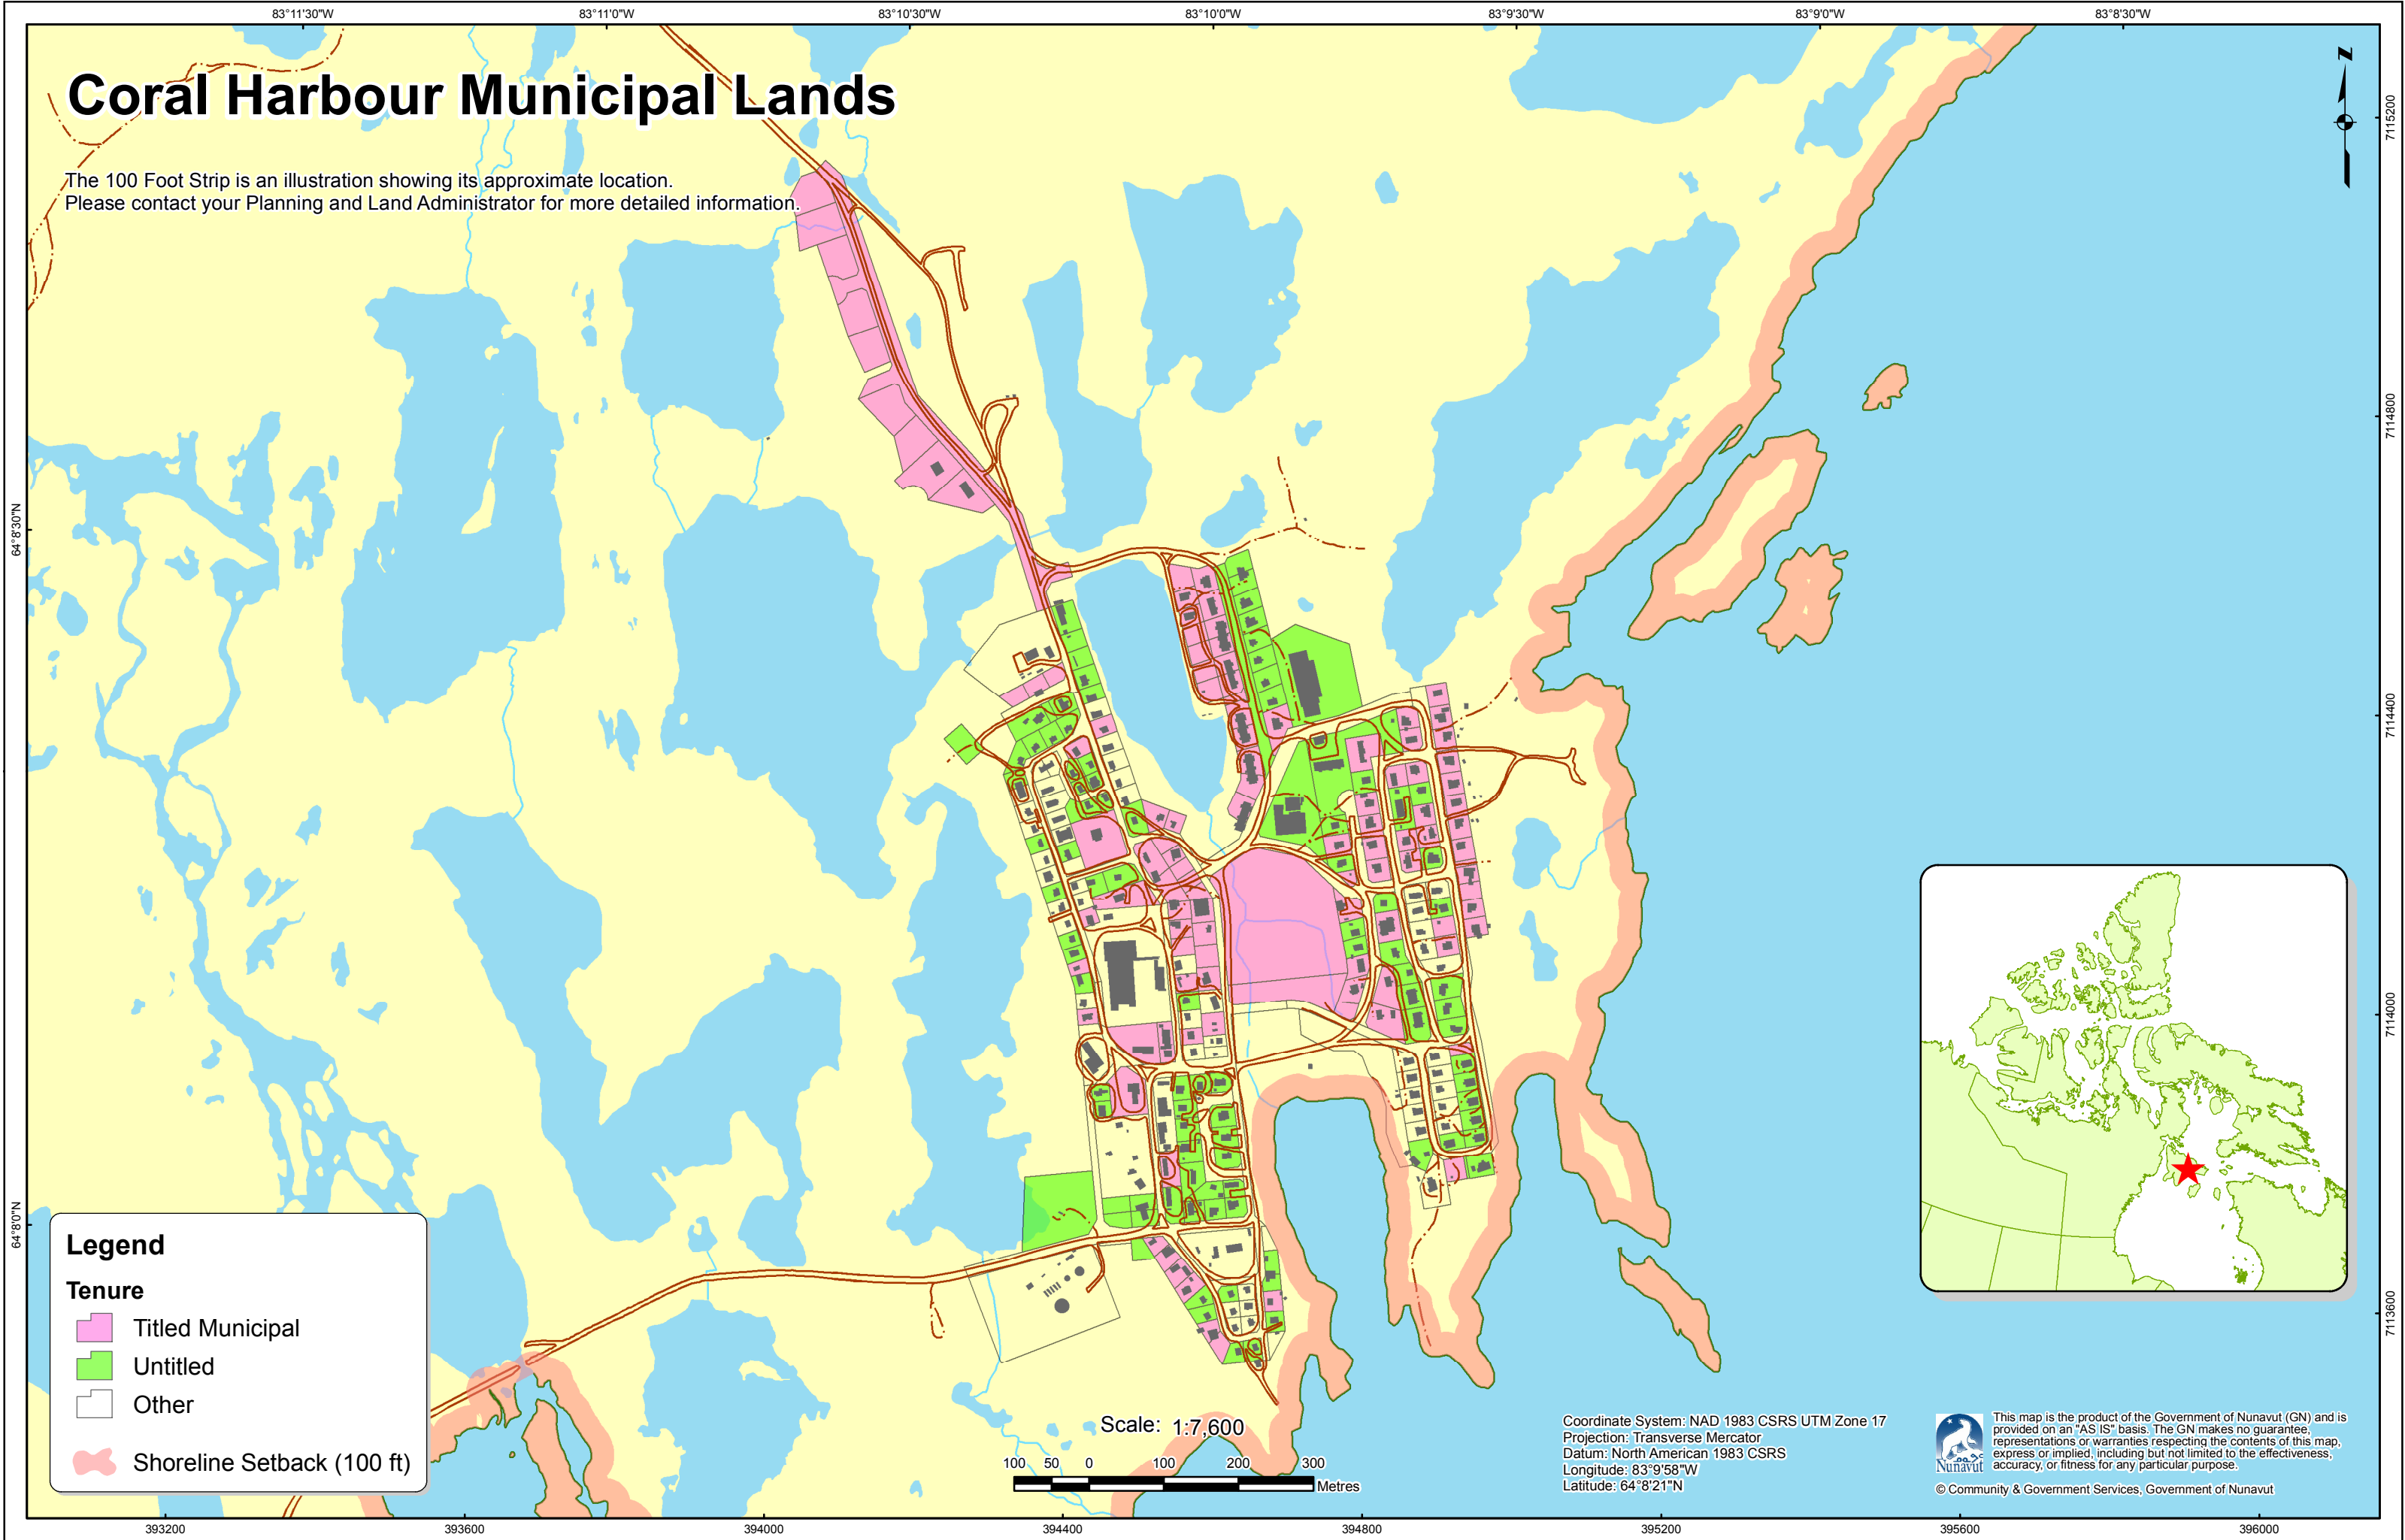 83°11'30"W
83°11'0"W
83°10'30"W
83°10'0"W
83°9'30"W
83°9'0"W
83°8'30"W
Coral Harbour Municipal Lands
The 100 Foot Strip is an illustration showing its approximate location.
Please contact your Planning and Land Administrator for more detailed information.
N
7115200
7114800
7114400
7114000
7113600
64°8'30"N
64°8'0"N
Legend
Tenure
Titled Municipal
Untitled
Other
Shoreline Setback (100 ft)
Scale: 1:7,600
100 50 0 100 200 300
Metres
Coordinate System: NAD 1983 CSRS UTM Zone 17
Projection: Transverse Mercator
Datum: North American 1983 CSRS
Longitude: 83°9'58"W
Latitude: 64°8'21"N
Nunavut
This map is the product of the Government of Nunavut (GN) and is
provided on an "AS IS" basis. The GN makes no guarantee,
representations or warranties respecting the contents of this map,
express or implied, including but not limited to the effectiveness,
accuracy, or fitness for any particular purpose.
© Community & Government Services, Government of Nunavut
393200
393600
394000
394400
394800
395200
395600
396000